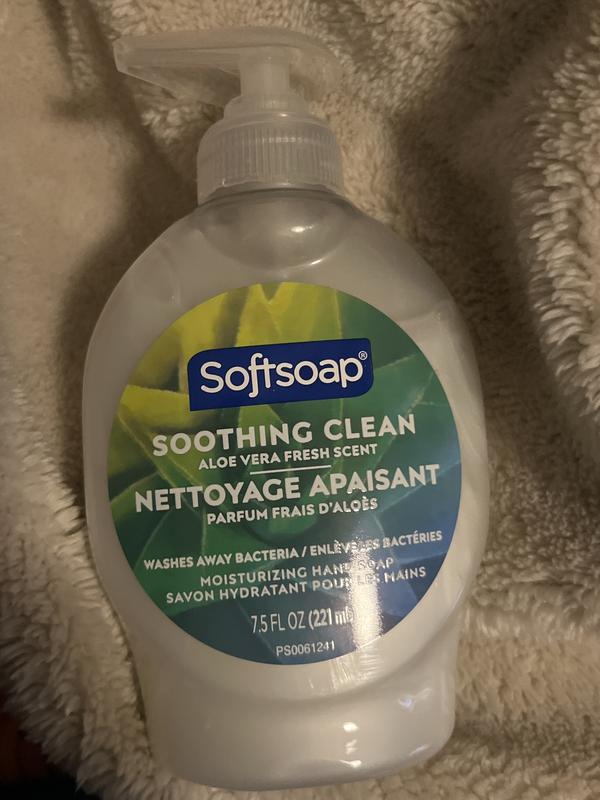 Softsoap®
SOOTHING CLEAN
ALOE VERA FRESH SCENT
NETTOYAGE APAISANT
PARFUM FRAIS D'ALOÈS
WASHES AWAY BACTERIA / ENLÈVE LES BACTÉRIES
MOISTURIZING HAND SOAP
SAVON HYDRATANT POUR LES MAINS
7.5 FL OZ (221 mL)
PS0061241